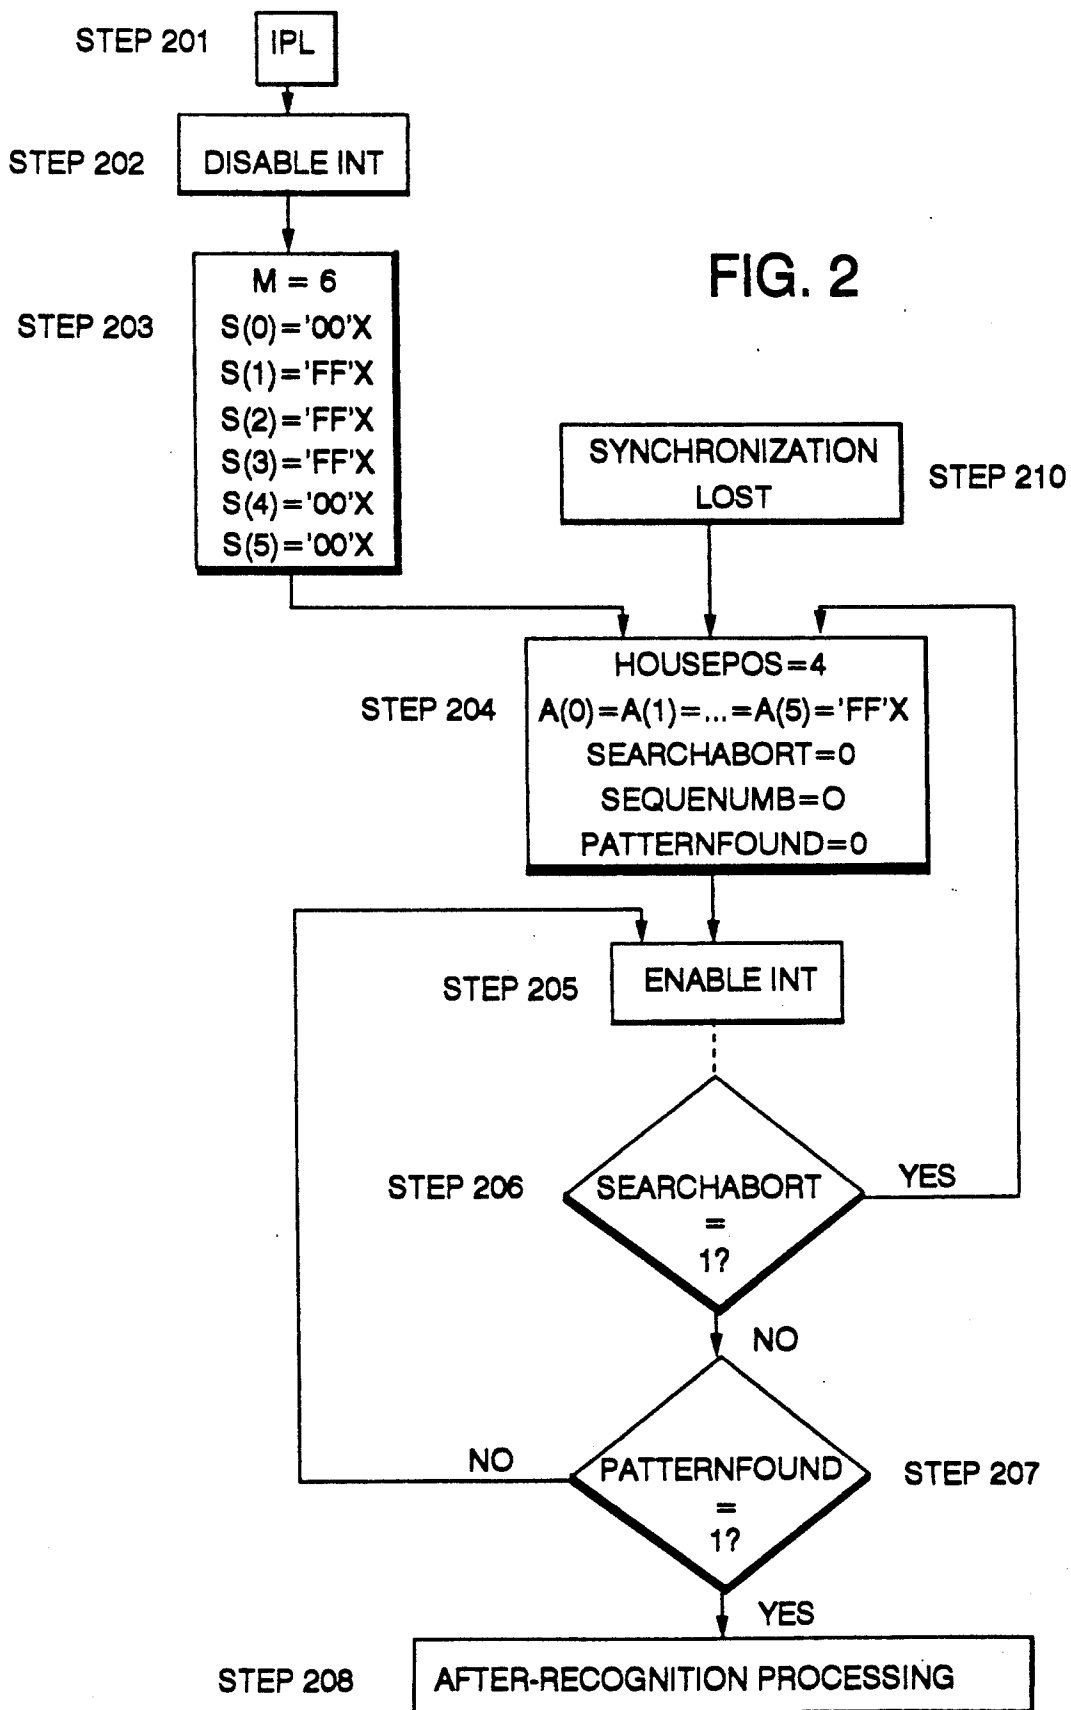 STEP 201
IPL
STEP 202
DISABLE INT
FIG. 2
STEP 203
M = 6
S(0)='00'X
S(1)='FF'X
S(2)='FF'X
S(3)='FF'X
S(4)='00'X
S(5)='00'X
SYNCHRONIZATION
LOST
STEP 210
STEP 204
HOUSEPOS=4
A(0)=A(1)=...=A(5)='FF'X
SEARCHABORT=0
SEQUENUMB=O
PATTERNFOUND=0
STEP 205
ENABLE INT
STEP 206
SEARCHABORT
=
1?
YES
NO
NO
PATTERNFOUND
=
1?
STEP 207
YES
STEP 208
AFTER-RECOGNITION PROCESSING